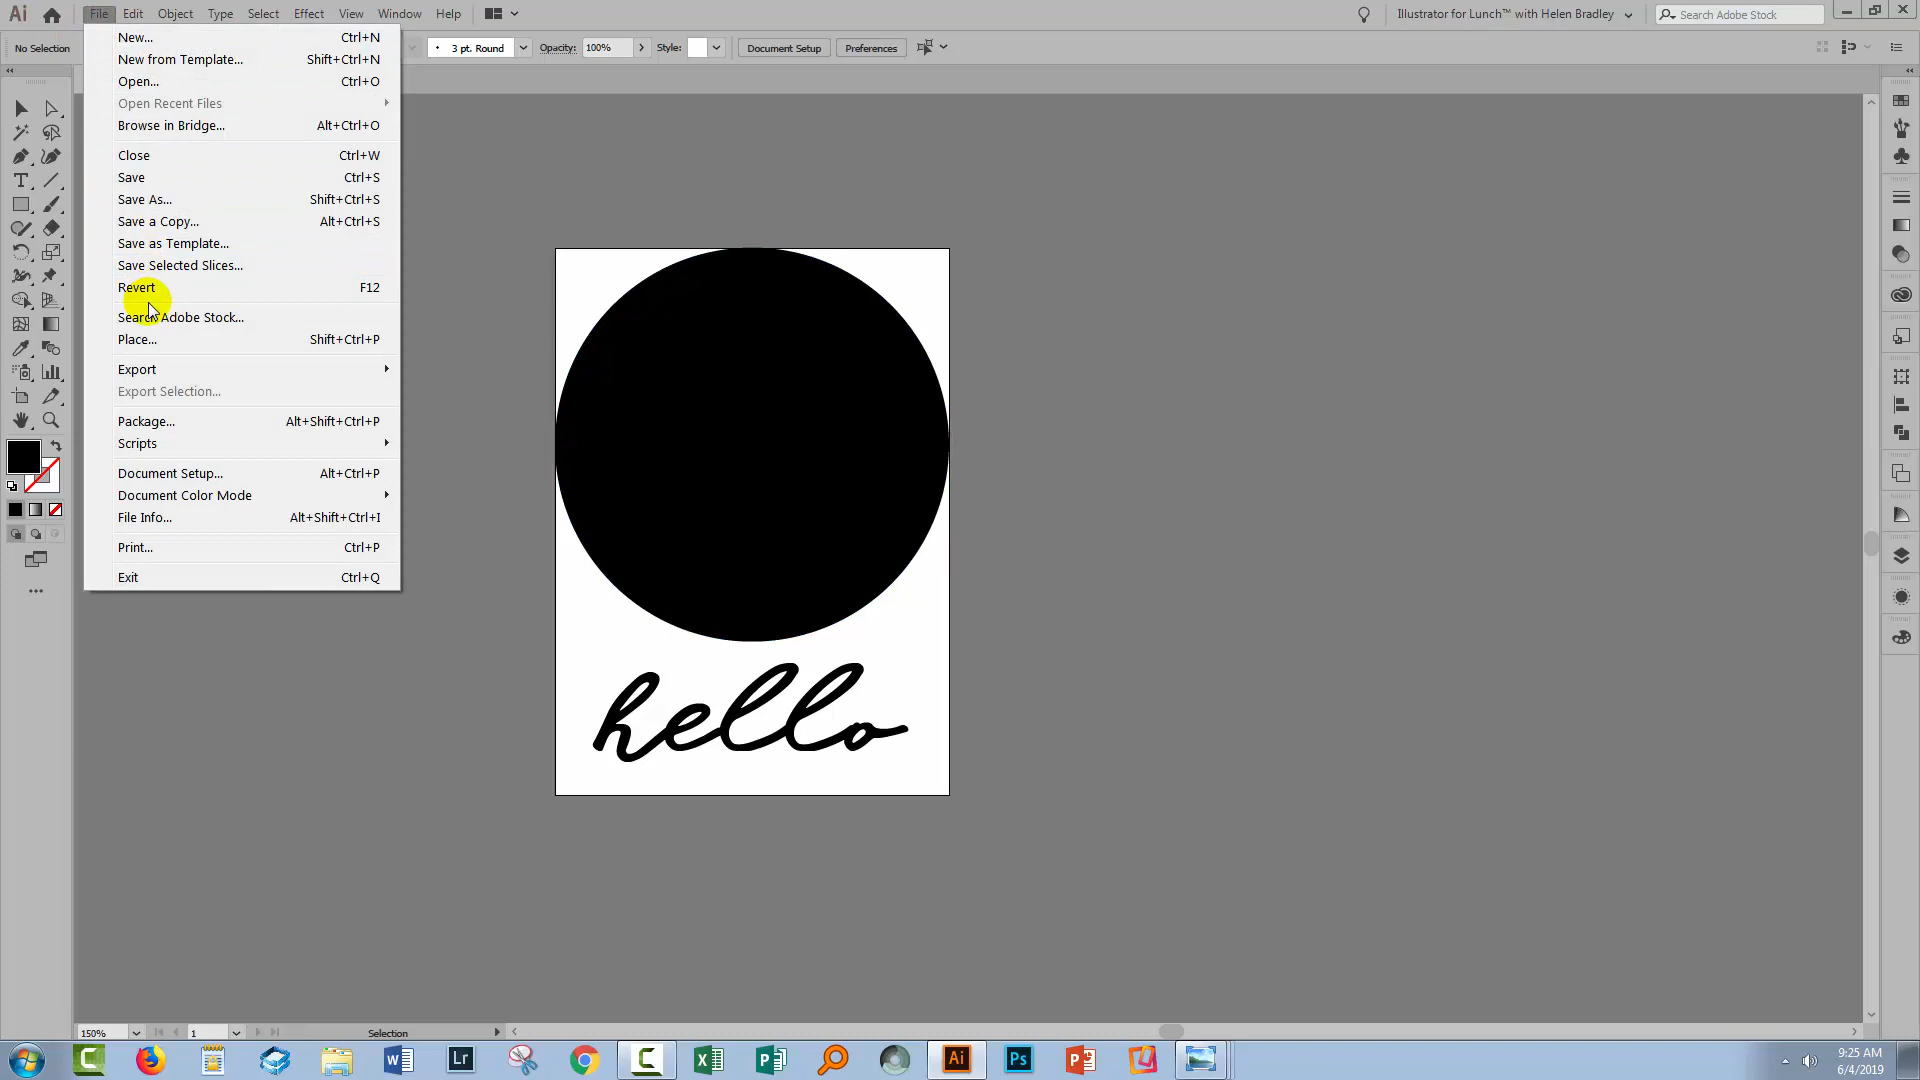 Ai File Edit Object Type Select Effect View Window Help Illustrator for Lunch™ with Helen Bradley Search Adobe Stock
No Selection 3 pt. Round Opacity: 100% Style: Document Setup Preferences
New... Ctrl+N
New from Template... Shift+Ctrl+N
Open... Ctrl+O
Open Recent Files
Browse in Bridge... Alt+Ctrl+O
Close Ctrl+W
Save Ctrl+S
Save As... Shift+Ctrl+S
Save a Copy... Alt+Ctrl+S
Save as Template...
Save Selected Slices...
Revert F12
Search Adobe Stock...
Place... Shift+Ctrl+P
Export
Export Selection...
Package... Alt+Shift+Ctrl+P
Scripts
Document Setup... Alt+Ctrl+P
Document Color Mode
File Info... Alt+Shift+Ctrl+I
Print... Ctrl+P
Exit Ctrl+Q
hello
150% 1 Selection
Lr Ai Ps
9:25 AM
6/4/2019